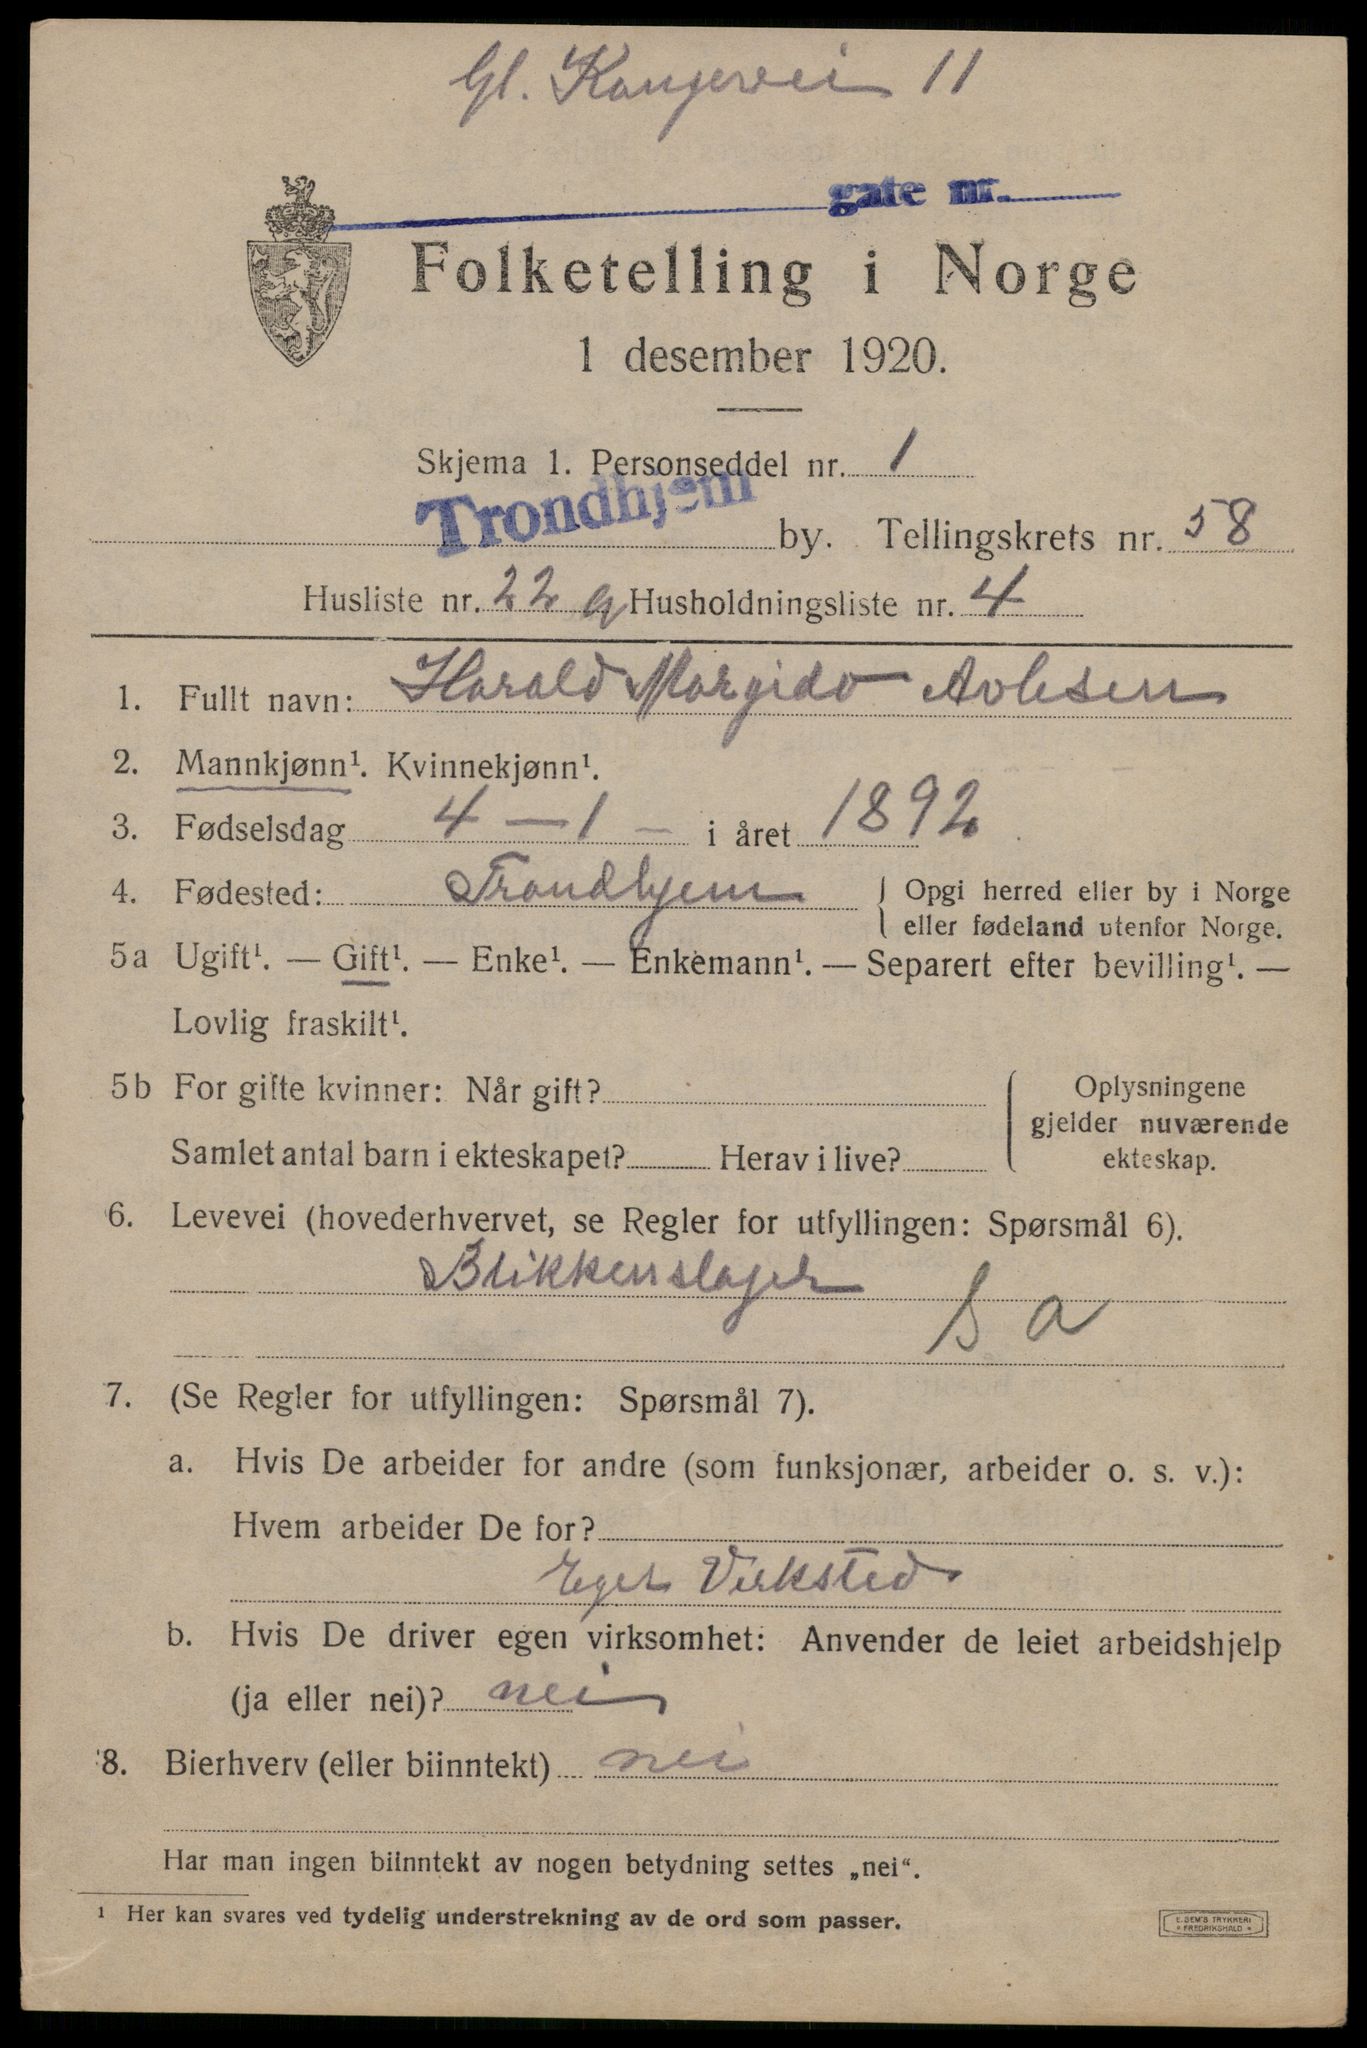 Gl. Kongevei 11
gate nr.
Folketelling i Norge
1 desember 1920.
Skjema 1. Personseddel nr. 1
Trondhjem by. Tellingskrets nr. 58
Husliste nr. 22 Husholdningsliste nr. 4
1. Fullt navn: Harald Margido
2. Mannkjønn¹. Kvinnekjønn¹.
3. Fødselsdag 4 — 1 — i året 1892
4. Fødested: Trondhjem { Opgi herred eller by i Norge
eller fødeland utenfor Norge.
5a Ugift¹. — Gift¹. — Enke¹. — Enkemann¹. — Separert efter bevilling¹. —
Lovlig fraskilt¹.
5b For gifte kvinner: Når gift? Oplysningene
gjelder nuværende
Samlet antal barn i ekteskapet? Herav i live? ekteskap.
6. Levevei (hovederhvervet, se Regler for utfyllingen: Spørsmål 6).
Blikkenslager
7. (Se Regler for utfyllingen: Spørsmål 7).
a. Hvis De arbeider for andre (som funksjonær, arbeider o. s. v.):
Hvem arbeider De for?
Eget Verksted
b. Hvis De driver egen virksomhet: Anvender de leiet arbeidshjelp
(ja eller nei)? nei
8. Bierhverv (eller biinntekt) nei
Har man ingen biinntekt av nogen betydning settes „nei“.
¹ Her kan svares ved tydelig understrekning av de ord som passer.
E. SEM'S TRYKKERI
FREDRIKSHALD